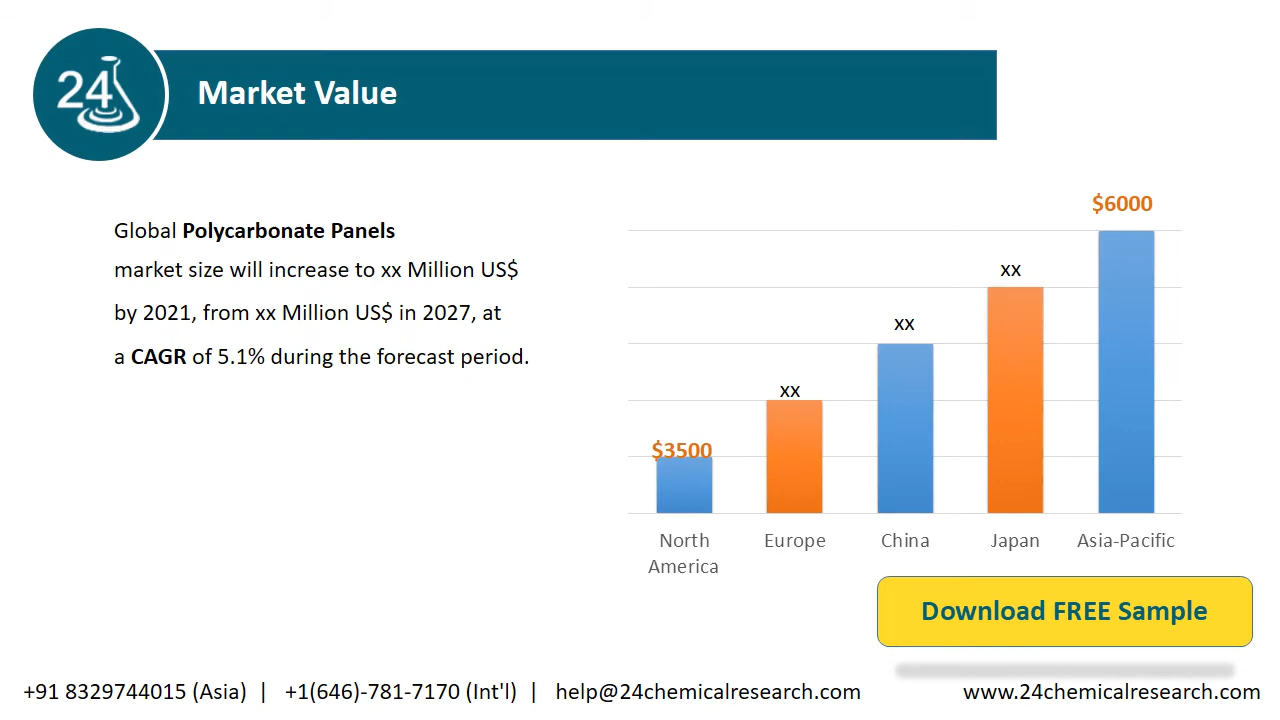 24
Market Value
Global Polycarbonate Panels
market size will increase to xx Million US$
by 2021, from xx Million US$ in 2027, at
a CAGR of 5.1% during the forecast period.
$6000
xx
xx
xx
$3500
North America
Europe
China
Japan
Asia-Pacific
Download FREE Sample
+91 8329744015 (Asia) | +1(646)-781-7170 (Int'l) | help@24chemicalresearch.com
www.24chemicalresearch.com